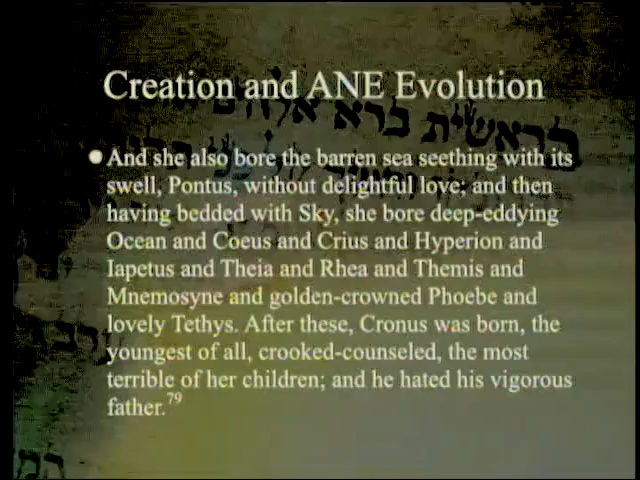 Creation and ANE Evolution
בראשית ברא אלהים
And she also bore the barren sea seething with its
swell, Pontus, without delightful love; and then
having bedded with Sky, she bore deep-eddying
Ocean and Coeus and Crius and Hyperion and
Iapetus and Theia and Rhea and Themis and
Mnemosyne and golden-crowned Phoebe and
lovely Tethys. After these, Cronus was born, the
youngest of all, crooked-counseled, the most
terrible of her children; and he hated his vigorous
father.79